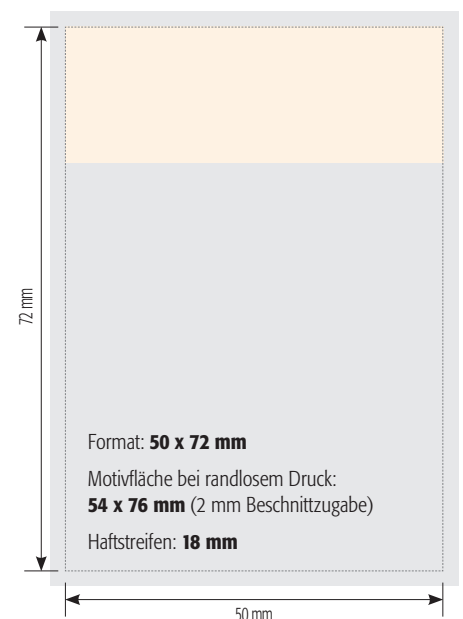 72 mm
Format: 50 x 72 mm
Motivfläche bei randlosem Druck:
54 x 76 mm (2 mm Beschnittzugabe)
Haftstreifen: 18 mm
50 mm